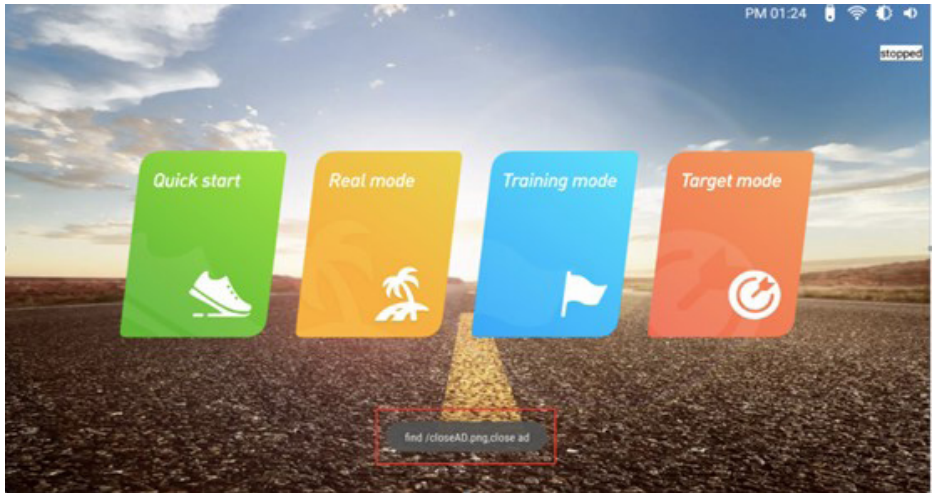 PM 01:24
stopped
Quick start
Real mode
Training mode
Target mode
find /closeAD.png,close ad